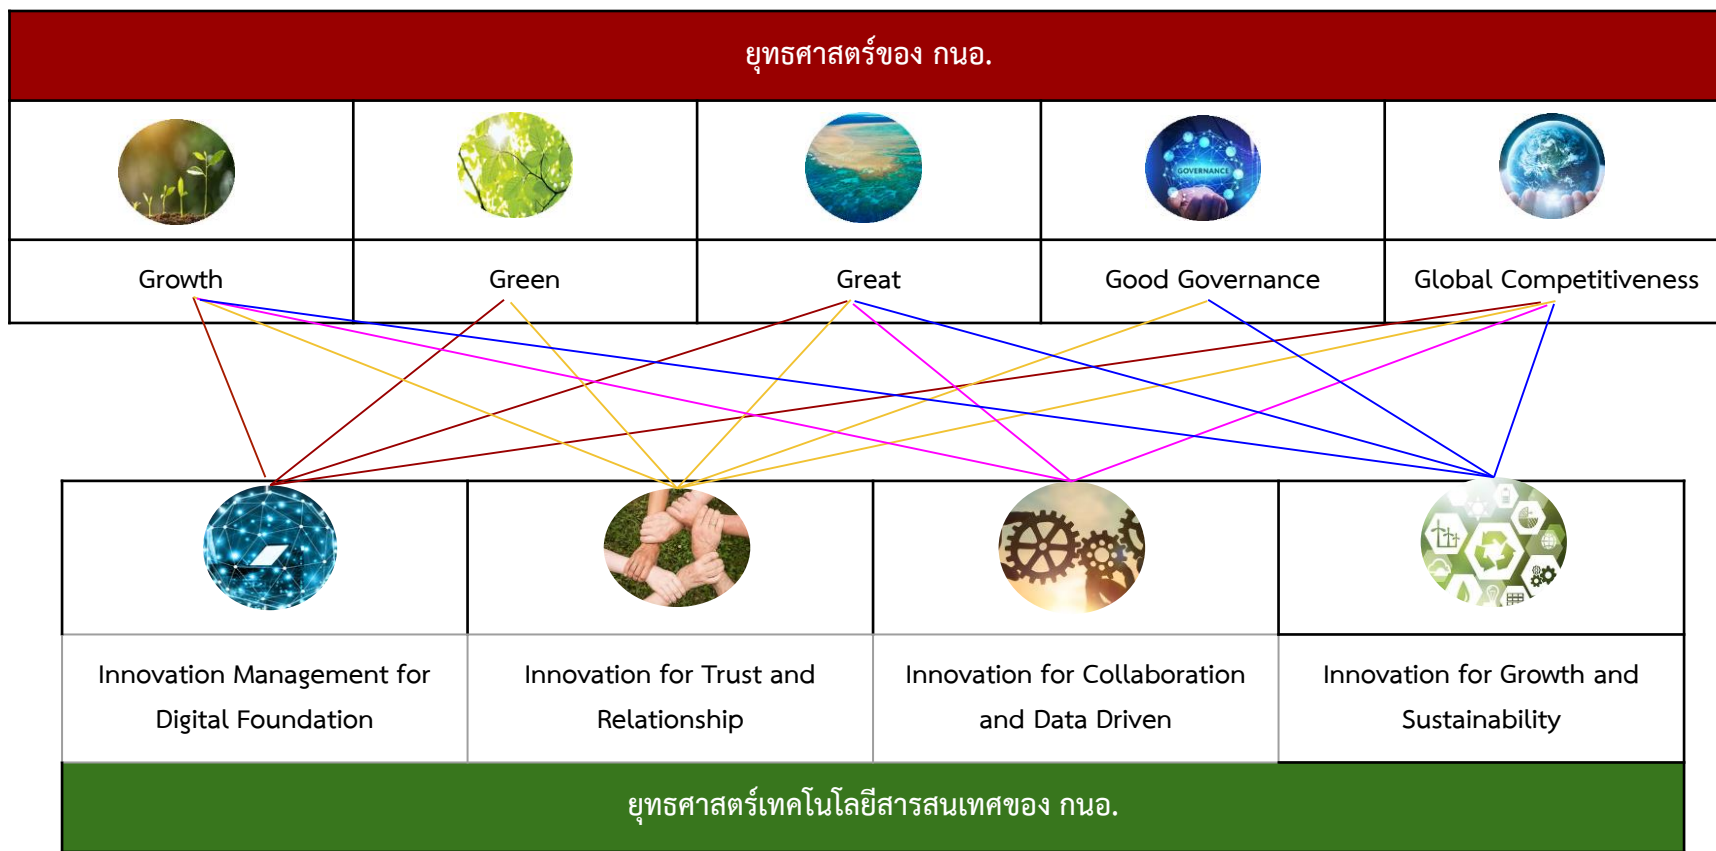 ยุทธศาสตร์ของ กนอ.
GOVERNANCE
Growth
Green
Great
Good Governance
Global Competitiveness
Innovation Management for
Digital Foundation
Innovation for Trust and
Relationship
Innovation for Collaboration
and Data Driven
Innovation for Growth and
Sustainability
ยุทธศาสตร์เทคโนโลยีสารสนเทศของ กนอ.